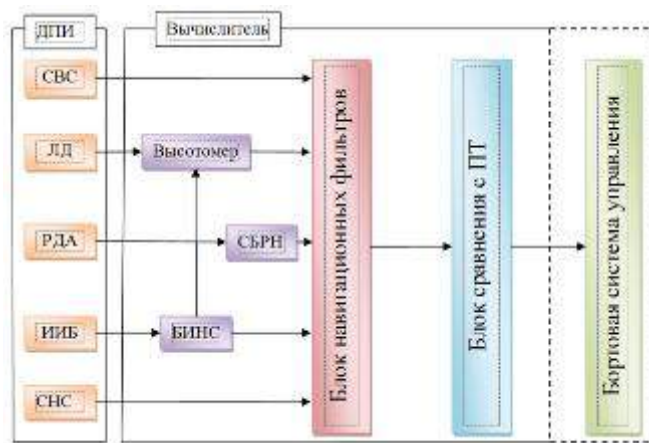 ДПИ
Вычислитель
СВС
ЛД
Высотомер
РДА
СБРН
ИИБ
БИНС
СНС
Блок навигационных фильтров
Блок сравнения с ПТ
Бортовая система управления